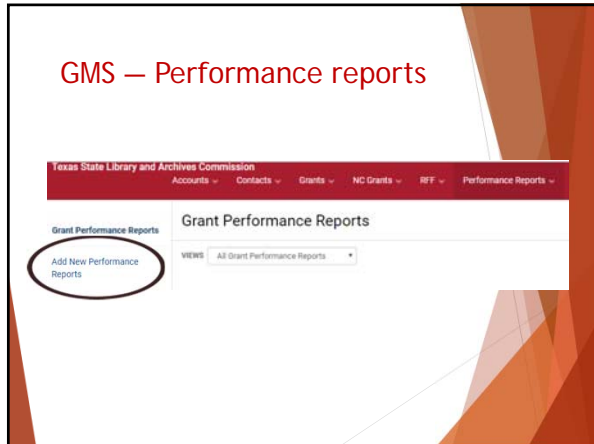 GMS — Performance reports
Texas State Library and Archives Commission
Accounts Contacts Grants NC Grants RFF Performance Reports
Grant Performance Reports
Grant Performance Reports
Add New Performance
Reports
VIEWS All Grant Performance Reports